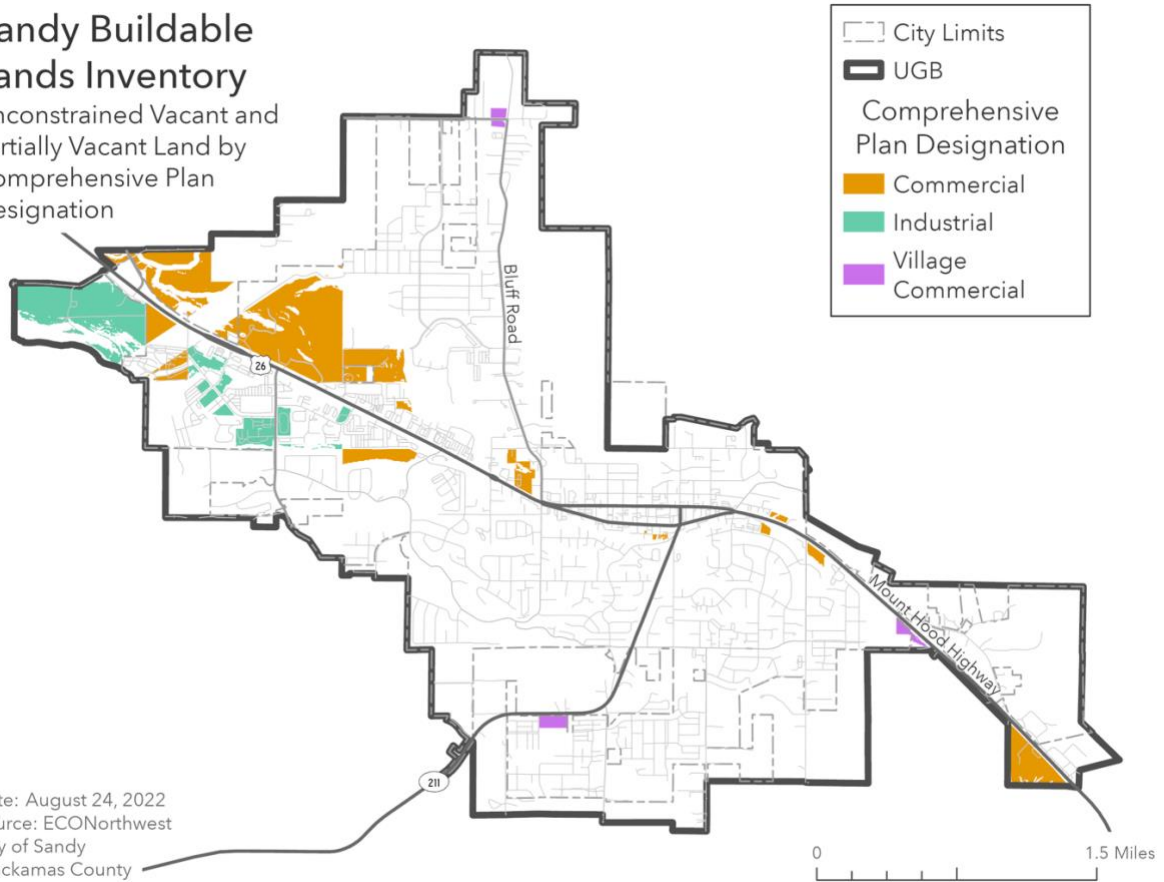 andy Buildable
ands Inventory
nconstrained Vacant and
rtially Vacant Land by
omprehensive Plan
esignation
City Limits
UGB
Comprehensive
Plan Designation
Commercial
Industrial
Village
Commercial
Bluff Road
26
Mount Hood Highway
211
te: August 24, 2022
urce: ECONorthwest
y of Sandy
ckamas County
0
1.5 Miles